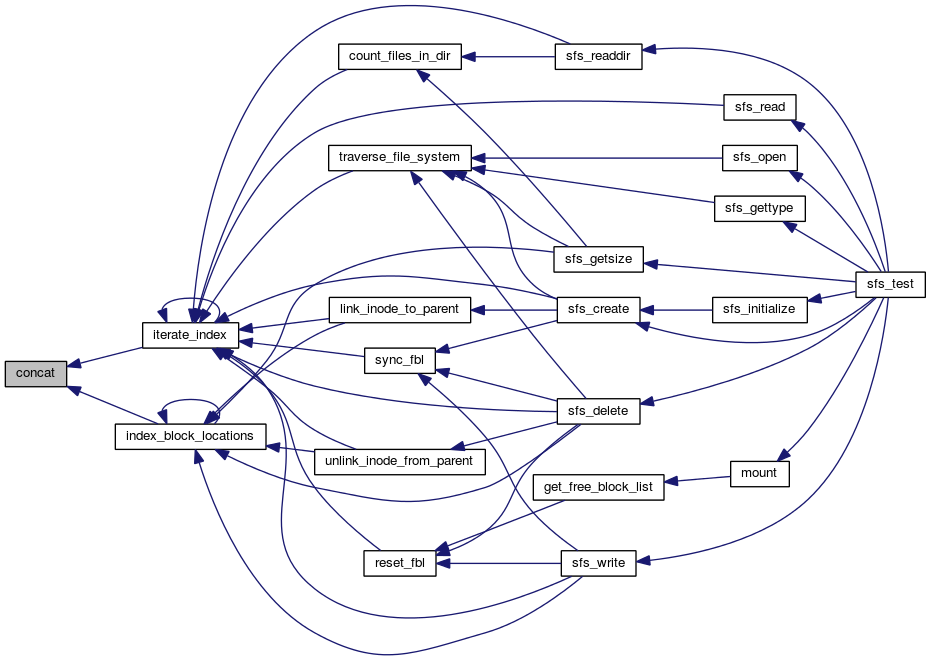 count_files_in_dir
sfs_readdir
sfs_read
traverse_file_system
sfs_open
sfs_gettype
sfs_getsize
sfs_test
link_inode_to_parent
sfs_create
sfs_initialize
iterate_index
sync_fbl
concat
sfs_delete
index_block_locations
unlink_inode_from_parent
mount
get_free_block_list
reset_fbl
sfs_write